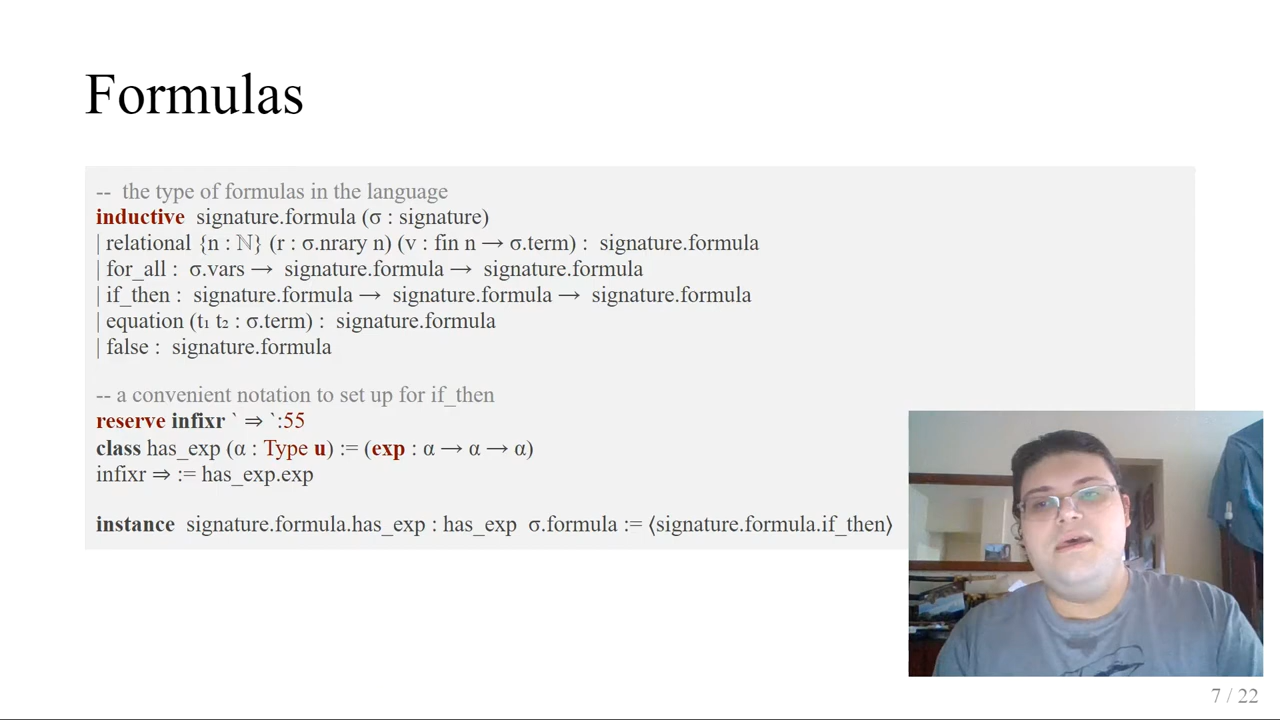 Formulas
-- the type of formulas in the language
inductive signature.formula (σ : signature)
| relational {n : ℕ} (r : σ.nrary n) (v : fin n → σ.term) : signature.formula
| for_all : σ.vars → signature.formula → signature.formula
| if_then : signature.formula → signature.formula → signature.formula
| equation (t₁ t₂ : σ.term) : signature.formula
| false : signature.formula
-- a convenient notation to set up for if_then
reserve infixr ` ⇒ `:55
class has_exp (α : Type u) := (exp : α → α → α)
infixr ⇒ := has_exp.exp
instance signature.formula.has_exp : has_exp σ.formula := ⟨signature.formula.if_then⟩
7 / 22